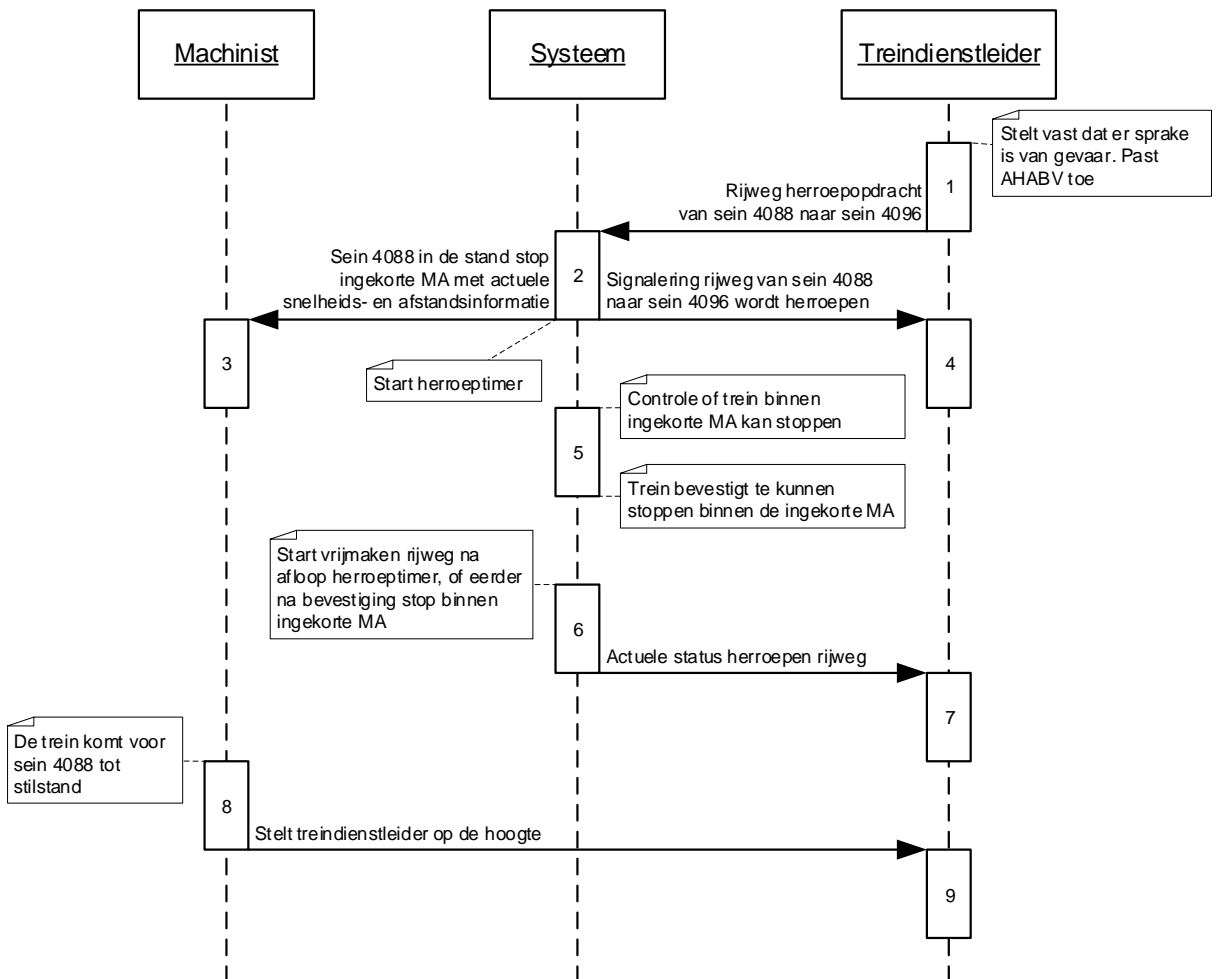 Machinist
Systeem
Treindienstleider
Stelt vast dat er sprake
is van gevaar. Past
AHABV toe
1
Rijweg herroepopdracht
van sein 4088 naar sein 4096
2
Sein 4088 in de stand stop
ingekorte MA met actuele
snelheids- en afstandsinformatie
Signalering rijweg van sein 4088
naar sein 4096 wordt herroepen
3
Start herroeptimer
4
Controle of trein binnen
ingekorte MA kan stoppen
5
Trein bevestigt te kunnen
stoppen binnen de ingekorte MA
Start vrijmaken rijweg na
afloop herroeptimer, of eerder
na bevestiging stop binnen
ingekorte MA
6
Actuele status herroepen rijweg
7
De trein komt voor
sein 4088 tot
stilstand
8
Stelt treindienstleider op de hoogte
9